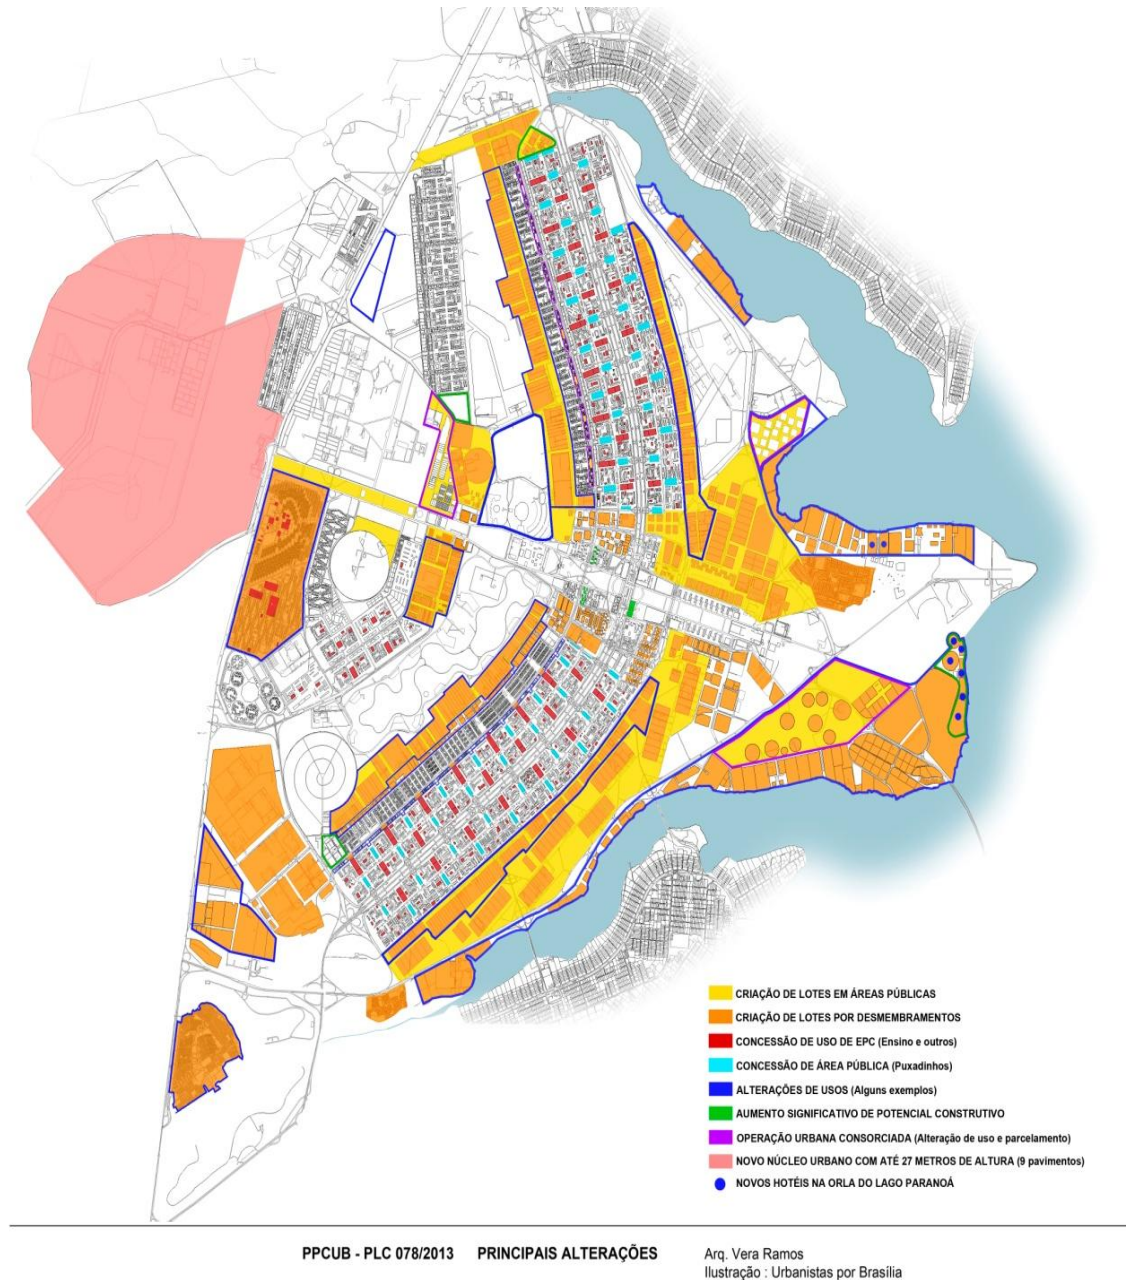 CRIAÇÃO DE LOTES EM ÁREAS PÚBLICAS
CRIAÇÃO DE LOTES POR DESMEMBRAMENTOS
CONCESSÃO DE USO DE EPC (Ensino e outros)
CONCESSÃO DE ÁREA PÚBLICA (Puxadinhos)
ALTERAÇÕES DE USOS (Alguns exemplos)
AUMENTO SIGNIFICATIVO DE POTENCIAL CONSTRUTIVO
OPERAÇÃO URBANA CONSORCIADA (Alteração de uso e parcelamento)
NOVO NÚCLEO URBANO COM ATÉ 27 METROS DE ALTURA (9 pavimentos)
NOVOS HOTÉIS NA ORLA DO LAGO PARANOÁ
PPCUB - PLC 078/2013 PRINCIPAIS ALTERAÇÕES
Arq. Vera Ramos
Ilustração : Urbanistas por Brasília